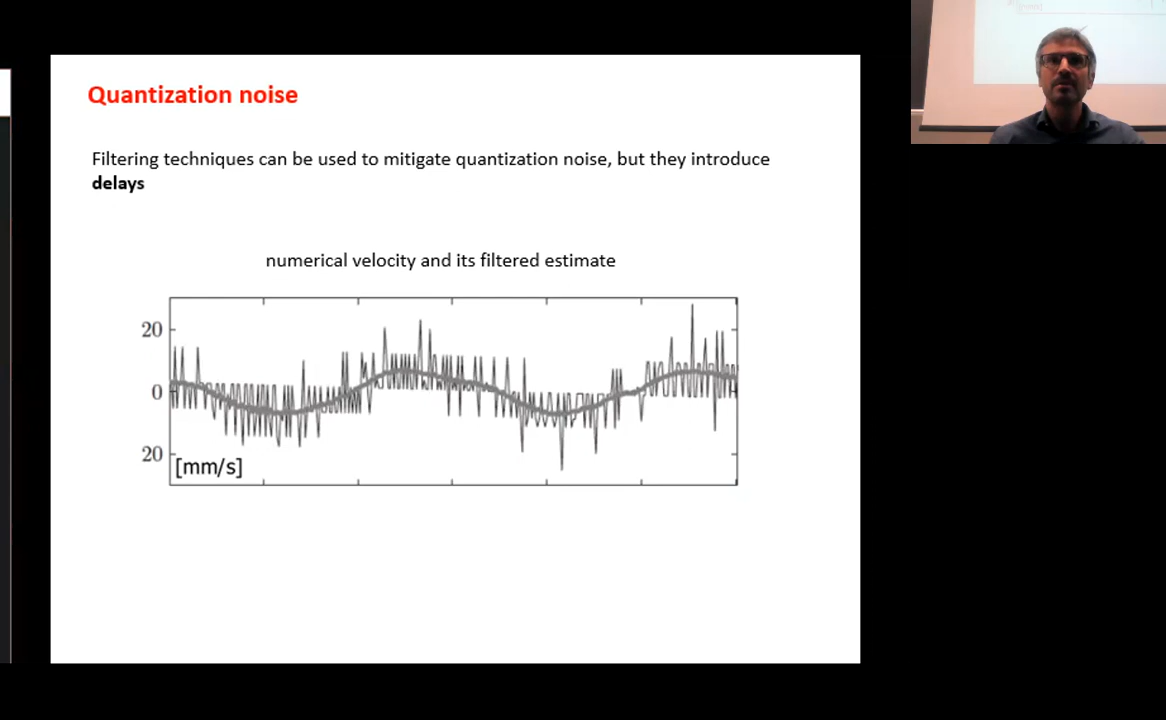 Quantization noise
Filtering techniques can be used to mitigate quantization noise, but they introduce
delays
numerical velocity and its filtered estimate
20
0
20
[mm/s]